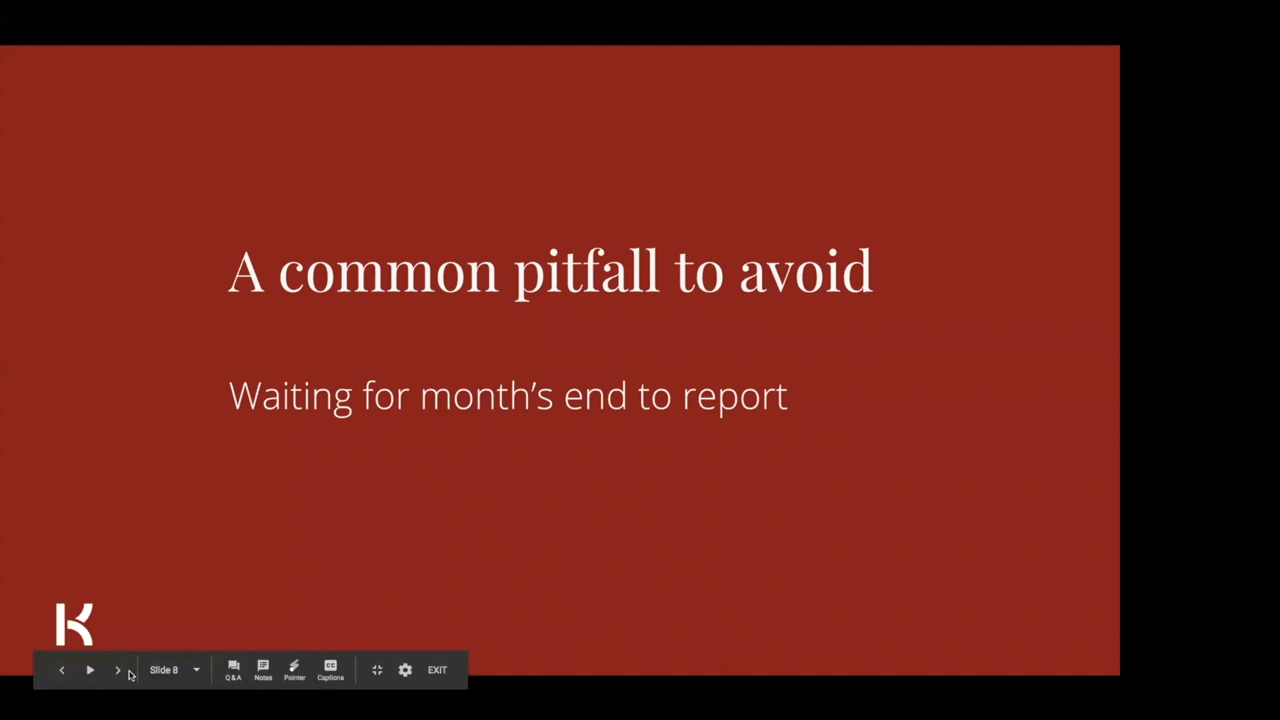 A common pitfall to avoid
Waiting for month’s end to report
K
Slide 8
Q&A
Notes
Pointer
Captions
EXIT